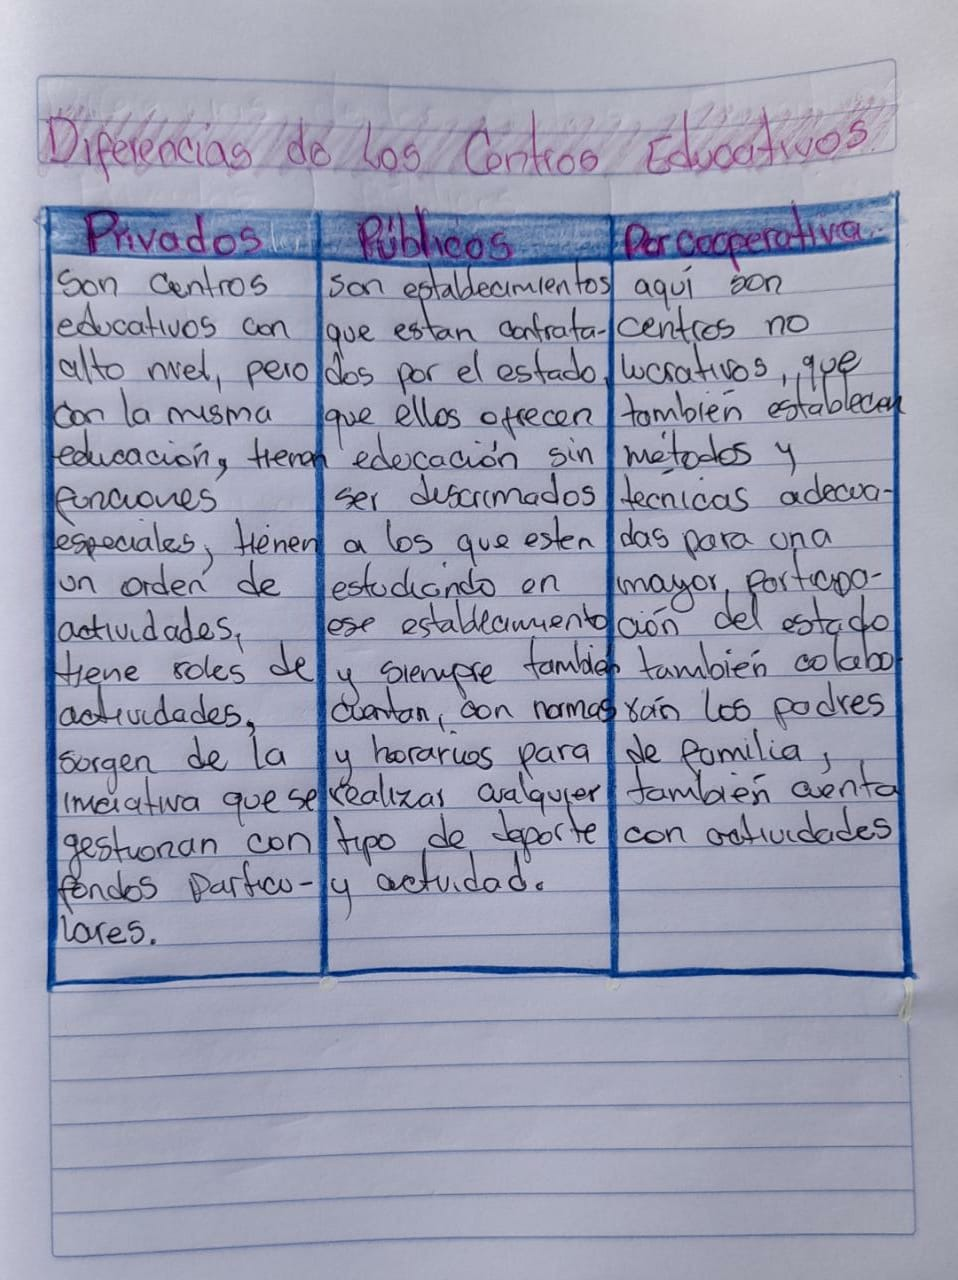 Diferencias de los Centros Educativos
Privados
Son Centros
educativos con
alto nivel, pero
con la misma
educación, tienen
funciones
especiales, tienen
un orden de
actividades,
tiene roles de
actividades,
surgen de la
iniciativa que se
gestionan con
fondos particu-
lares.
Públicos
Son establecimientos
que estan contrata-
dos por el estado,
que ellos ofrecen
edecación sin
ser descrimados
a los que esten
estudiando en
ese establecimiento
y siempre también
cuentan, con normas
y horarios para
realizar cualquier
tipo de deporte
y actividad.
Por cooperativa
aquí son
centros no
lucrativos, que
también establecen
métodos y
tecnicas adecua-
das para una
mayor, participa-
ción del estado
también colabo-
rán los padres
de familia,
también cuenta
con actividades